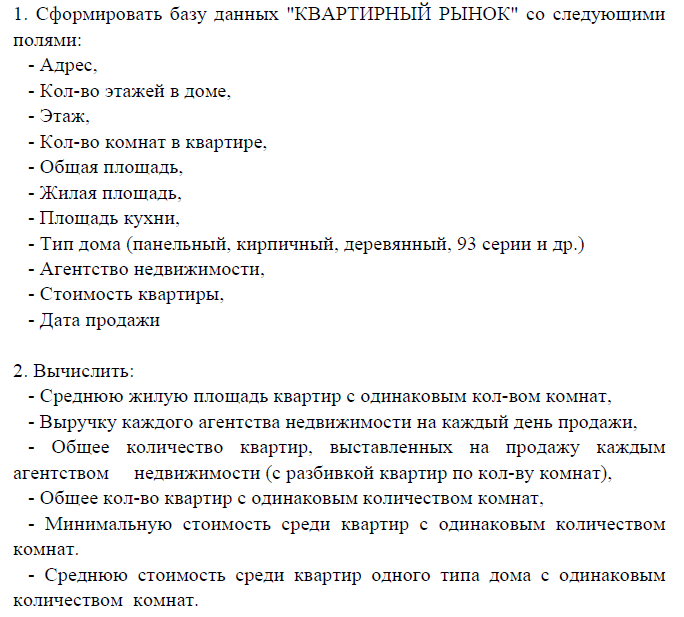 1. Сформировать базу данных "КВАРТИРНЫЙ РЫНОК" со следующими
полями:
- Адрес,
- Кол-во этажей в доме,
- Этаж,
- Кол-во комнат в квартире,
- Общая площадь,
- Жилая площадь,
- Площадь кухни,
- Тип дома (панельный, кирпичный, деревянный, 93 серии и др.)
- Агентство недвижимости,
- Стоимость квартиры,
- Дата продажи
2. Вычислить:
- Среднюю жилую площадь квартир с одинаковым кол-вом комнат,
- Выручку каждого агентства недвижимости на каждый день продажи,
- Общее количество квартир, выставленных на продажу каждым
агентством недвижимости (с разбивкой квартир по кол-ву комнат),
- Общее кол-во квартир с одинаковым количеством комнат,
- Минимальную стоимость среди квартир с одинаковым количеством
комнат.
- Среднюю стоимость среди квартир одного типа дома с одинаковым
количеством комнат.